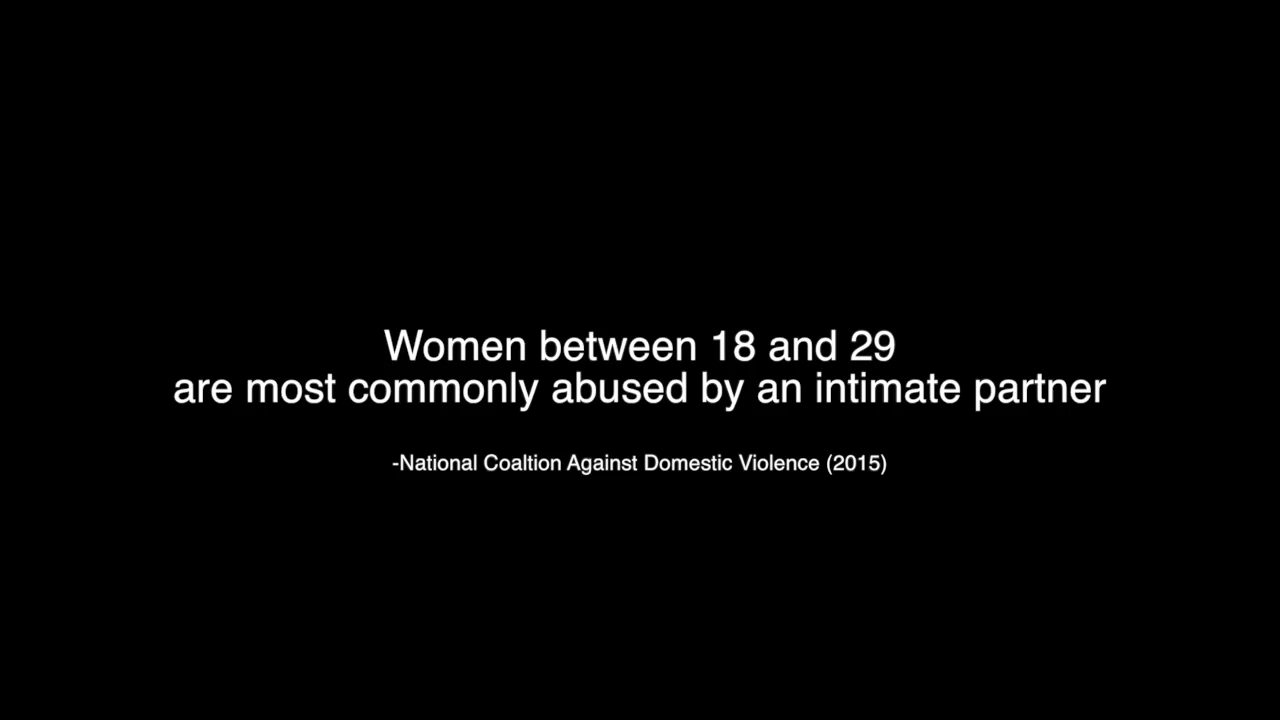 Women between 18 and 29
are most commonly abused by an intimate partner
-National Coaltion Against Domestic Violence (2015)